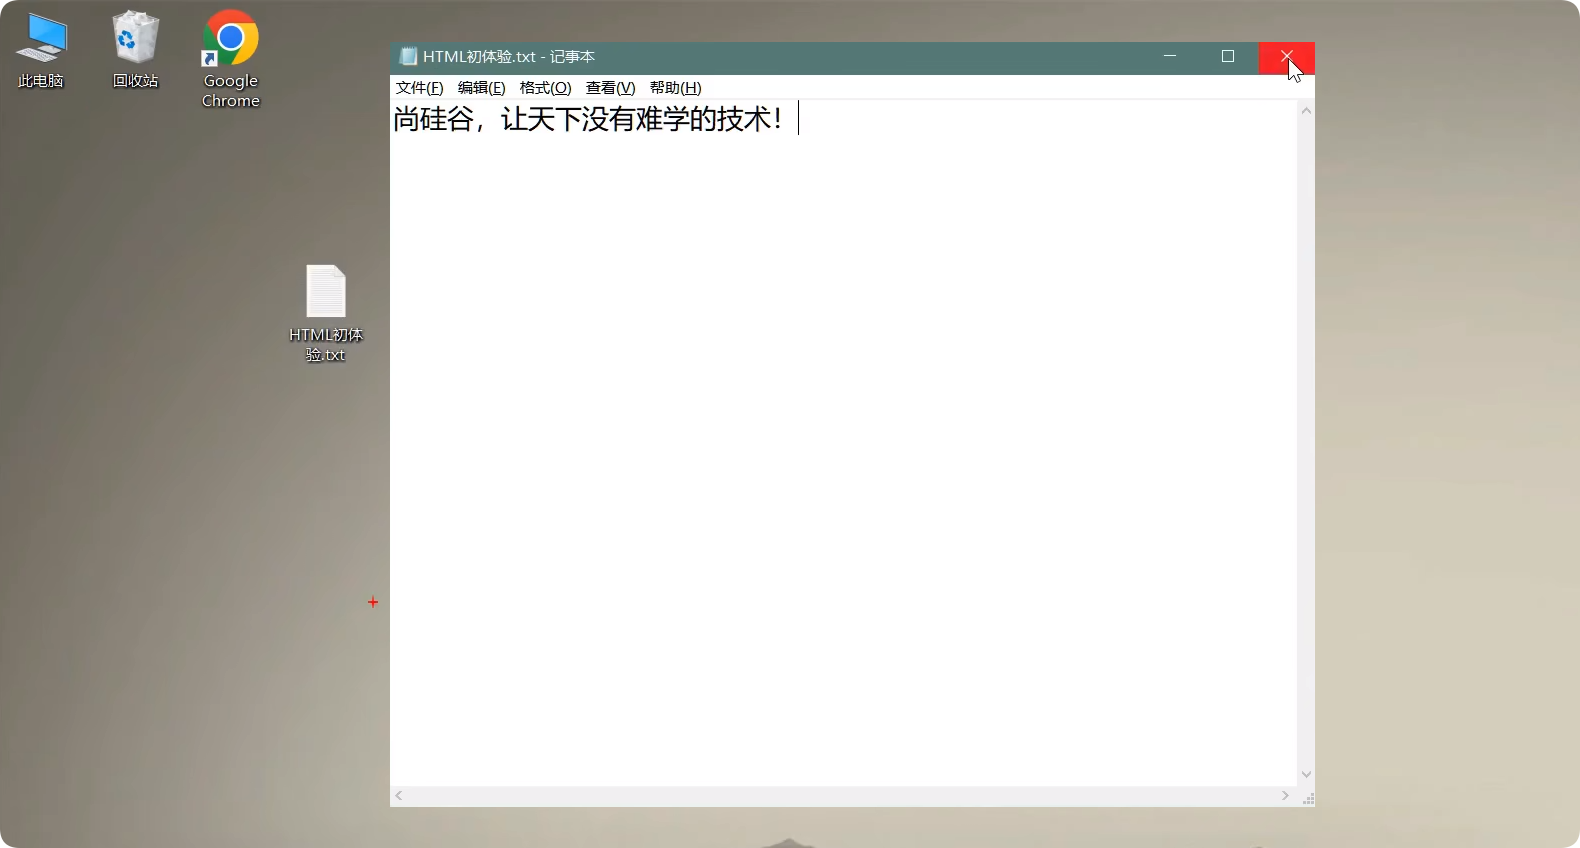 此电脑
回收站
Google
Chrome
HTML初体
验.txt
HTML初体验.txt - 记事本
文件(F) 编辑(E) 格式(O) 查看(V) 帮助(H)
尚硅谷，让天下没有难学的技术！